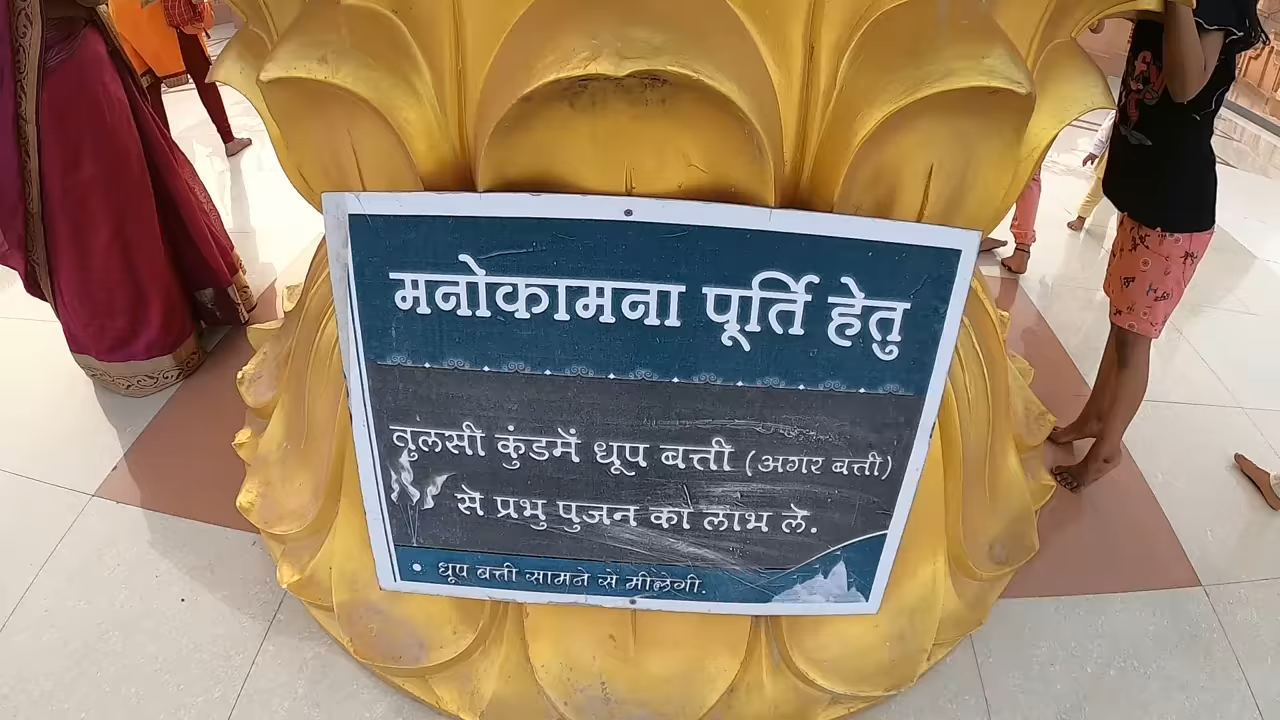 मनोकामना पूर्ति हेतु
तुलसी कुंडमें धूप बत्ती (अगर बत्ती)
से प्रभु पुजन का लाभ ले.
• धूप बत्ती सामने से मीलेगी.